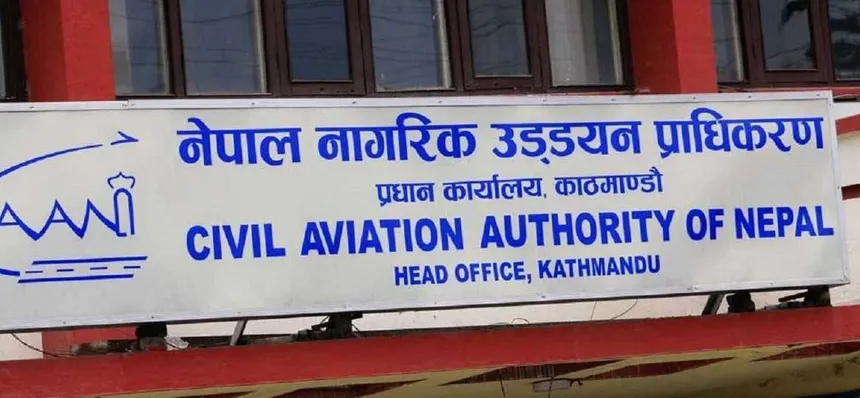 नेपाल नागरिक उड्डयन प्राधिकरण
प्रधान कार्यालय, काठमाण्डौ
CIVIL AVIATION AUTHORITY OF NEPAL
HEAD OFFICE, KATHMANDU